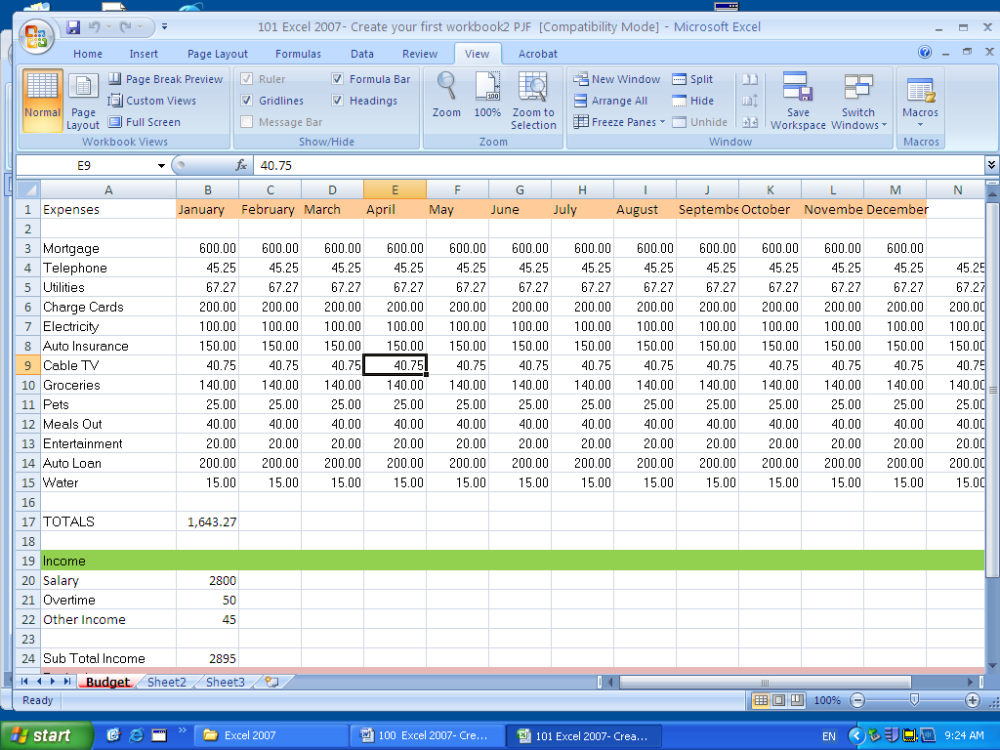 101 Excel 2007- Create your first workbook2 PJF [Compatibility Mode] - Microsoft Excel
Home Insert Page Layout Formulas Data Review View Acrobat
Normal
Page Layout
Page Break Preview
Custom Views
Full Screen
Workbook Views
Ruler
Gridlines
Message Bar
Formula Bar
Headings
Show/Hide
Zoom
100%
Zoom to Selection
Zoom
New Window
Arrange All
Freeze Panes
Split
Hide
Unhide
Save Workspace
Switch Windows
Window
Macros
Macros
E9 fx 40.75
A B C D E F G H I J K L M N
1 Expenses January February March April May June July August Septembe October Novembe December
2
3 Mortgage 600.00 600.00 600.00 600.00 600.00 600.00 600.00 600.00 600.00 600.00 600.00 600.00
4 Telephone 45.25 45.25 45.25 45.25 45.25 45.25 45.25 45.25 45.25 45.25 45.25 45.25 45.25
5 Utilities 67.27 67.27 67.27 67.27 67.27 67.27 67.27 67.27 67.27 67.27 67.27 67.27 67.27
6 Charge Cards 200.00 200.00 200.00 200.00 200.00 200.00 200.00 200.00 200.00 200.00 200.00 200.00 200.00
7 Electricity 100.00 100.00 100.00 100.00 100.00 100.00 100.00 100.00 100.00 100.00 100.00 100.00 100.00
8 Auto Insurance 150.00 150.00 150.00 150.00 150.00 150.00 150.00 150.00 150.00 150.00 150.00 150.00 150.00
9 Cable TV 40.75 40.75 40.75 40.75 40.75 40.75 40.75 40.75 40.75 40.75 40.75 40.75 40.75
10 Groceries 140.00 140.00 140.00 140.00 140.00 140.00 140.00 140.00 140.00 140.00 140.00 140.00 140.00
11 Pets 25.00 25.00 25.00 25.00 25.00 25.00 25.00 25.00 25.00 25.00 25.00 25.00 25.00
12 Meals Out 40.00 40.00 40.00 40.00 40.00 40.00 40.00 40.00 40.00 40.00 40.00 40.00 40.00
13 Entertainment 20.00 20.00 20.00 20.00 20.00 20.00 20.00 20.00 20.00 20.00 20.00 20.00 20.00
14 Auto Loan 200.00 200.00 200.00 200.00 200.00 200.00 200.00 200.00 200.00 200.00 200.00 200.00 200.00
15 Water 15.00 15.00 15.00 15.00 15.00 15.00 15.00 15.00 15.00 15.00 15.00 15.00 15.00
16
17 TOTALS 1,643.27
18
19 Income
20 Salary 2800
21 Overtime 50
22 Other Income 45
23
24 Sub Total Income 2895
Budget Sheet2 Sheet3
Ready 100%
start Excel 2007 100 Excel 2007- Cre... 101 Excel 2007- Crea... EN 9:24 AM